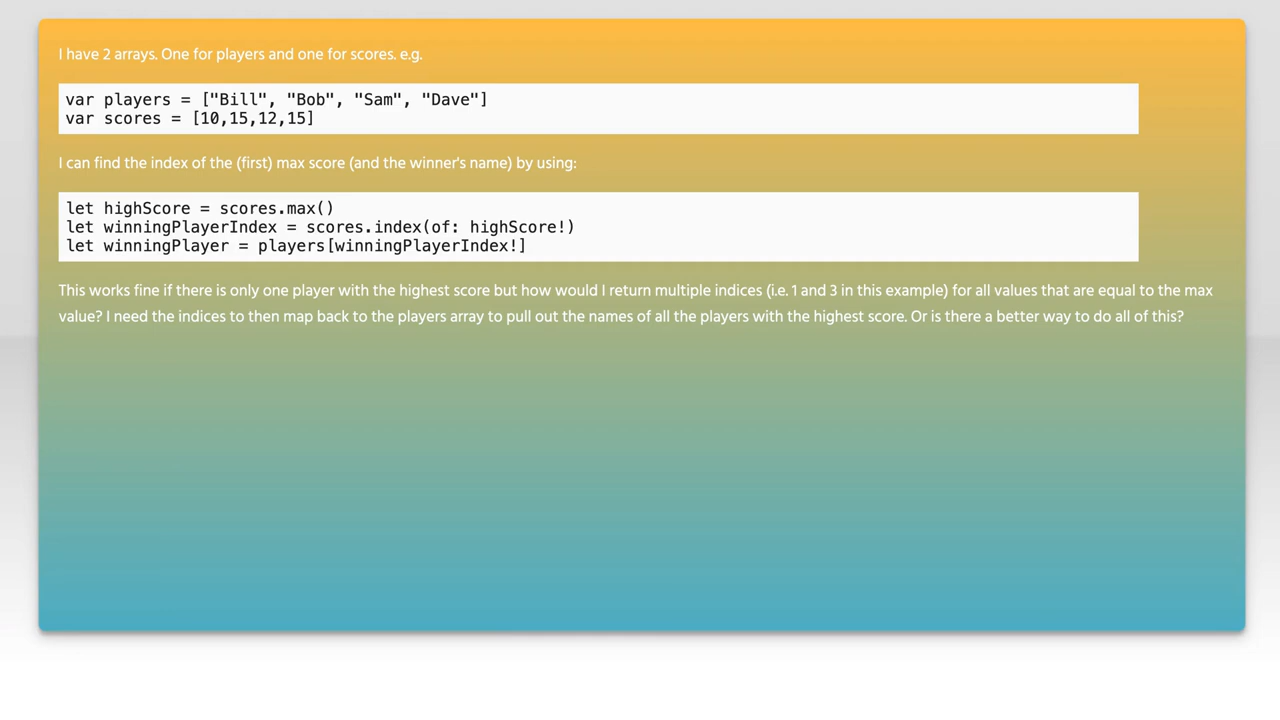 I have 2 arrays. One for players and one for scores. e.g.
var players = ["Bill", "Bob", "Sam", "Dave"]
var scores = [10,15,12,15]
I can find the index of the (first) max score (and the winner's name) by using:
let highScore = scores.max()
let winningPlayerIndex = scores.index(of: highScore!)
let winningPlayer = players[winningPlayerIndex!]
This works fine if there is only one player with the highest score but how would I return multiple indices (i.e. 1 and 3 in this example) for all values that are equal to the max
value? I need the indices to then map back to the players array to pull out the names of all the players with the highest score. Or is there a better way to do all of this?